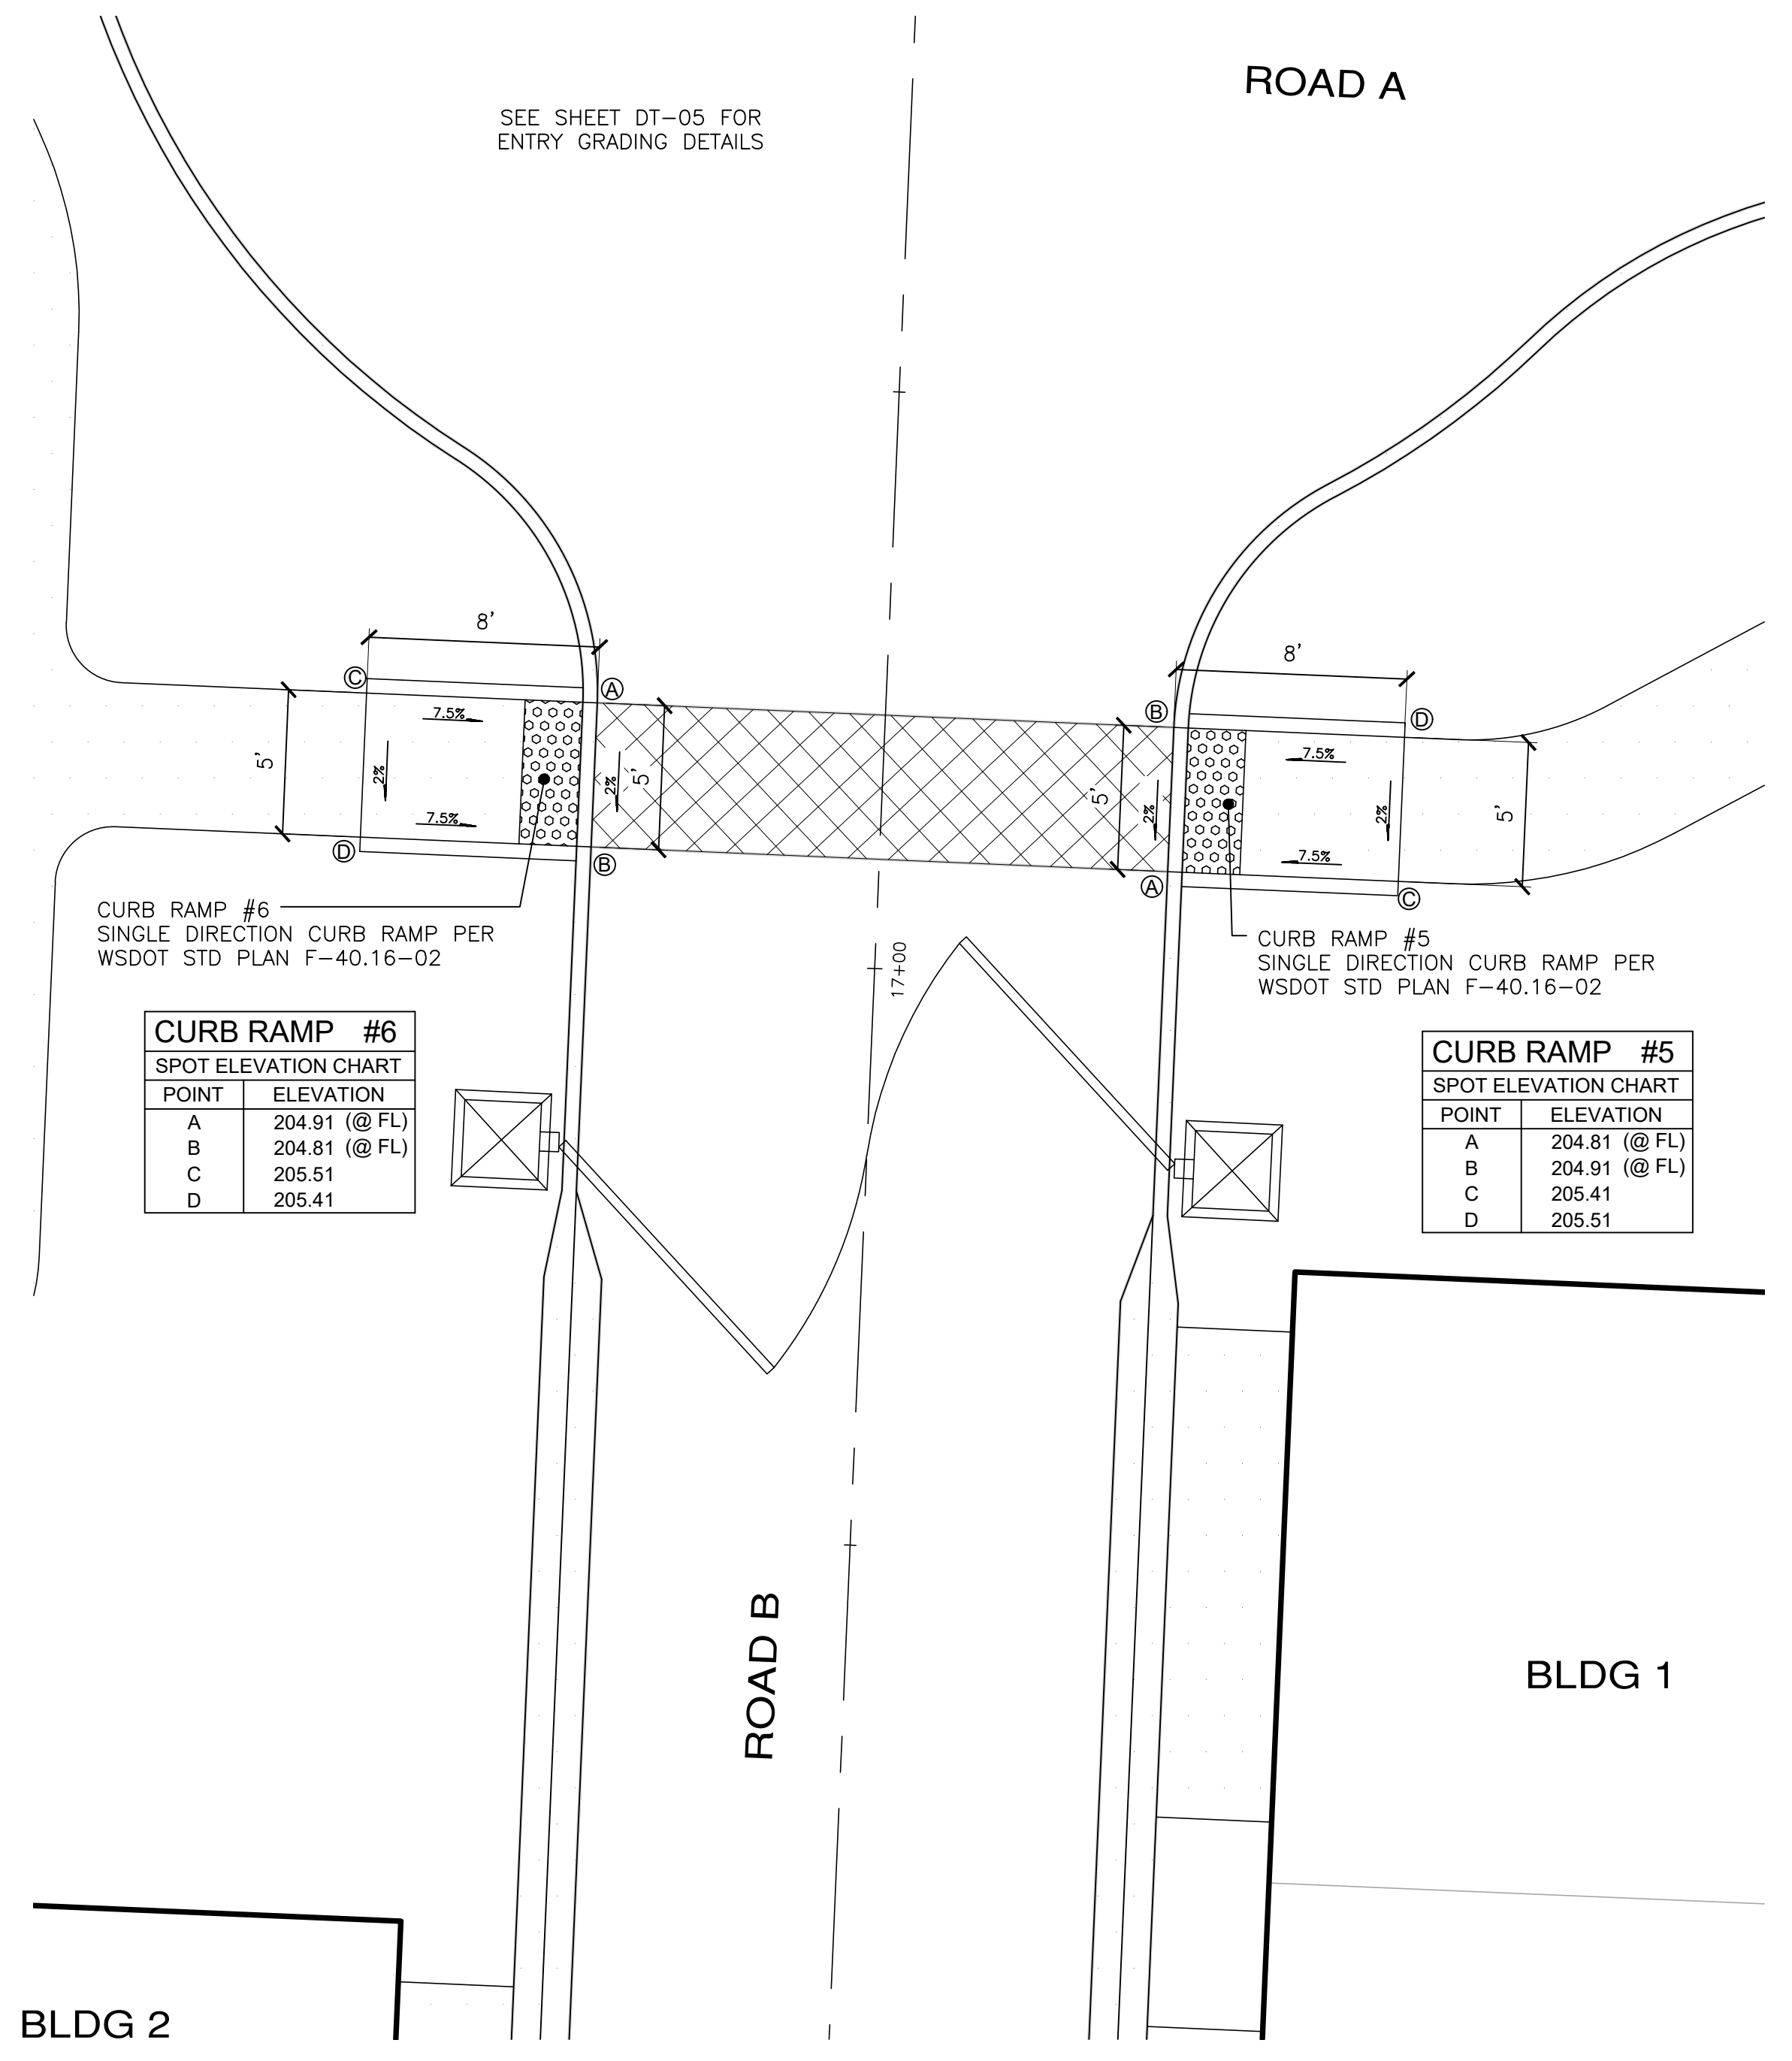 ROAD A
SEE SHEET DT-05 FOR
ENTRY GRADING DETAILS
8'
8'
C
A
B
D
7.5%
7.5%
5'
2%
2%
5'
5'
2%
2%
5'
7.5%
7.5%
D
B
A
C
CURB RAMP #6
SINGLE DIRECTION CURB RAMP PER
WSDOT STD PLAN F-40.16-02
CURB RAMP #5
SINGLE DIRECTION CURB RAMP PER
WSDOT STD PLAN F-40.16-02
17+00
CURB RAMP #6
SPOT ELEVATION CHART
POINT ELEVATION
A 204.91 (@ FL)
B 204.81 (@ FL)
C 205.51
D 205.41
CURB RAMP #5
SPOT ELEVATION CHART
POINT ELEVATION
A 204.81 (@ FL)
B 204.91 (@ FL)
C 205.41
D 205.51
ROAD B
BLDG 1
BLDG 2